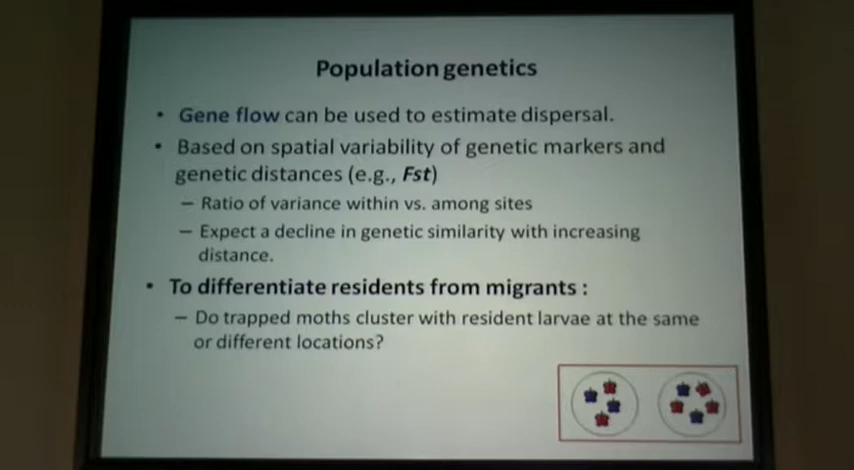 Population genetics
• Gene flow can be used to estimate dispersal.
• Based on spatial variability of genetic markers and
genetic distances (e.g., Fst)
– Ratio of variance within vs. among sites
– Expect a decline in genetic similarity with increasing
distance.
• To differentiate residents from migrants :
– Do trapped moths cluster with resident larvae at the same
or different locations?